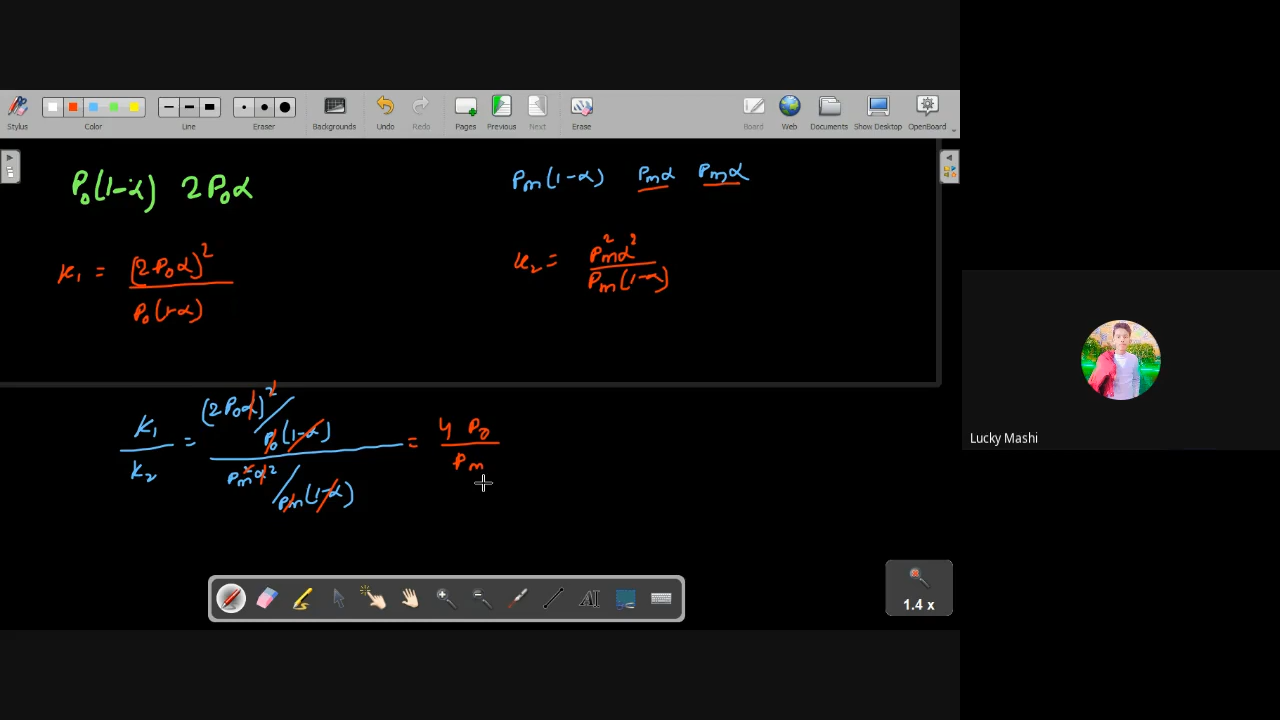 Stylus Color Line Eraser Backgrounds Undo Redo Pages Previous Next Erase Board Web Documents Show Desktop OpenBoard
P₀(1-α) 2P₀α
Pm(1-α) Pmα Pmα
K₁ = (2P₀α)² / P₀(1-α)
K₂ = Pm²α² / Pm(1-α)
K₁/K₂ = (2P₀α)²/P₀(1-α) / Pm²α²/Pm(1-α) = 4 P₀ / Pm
Lucky Mashi
1.4 x